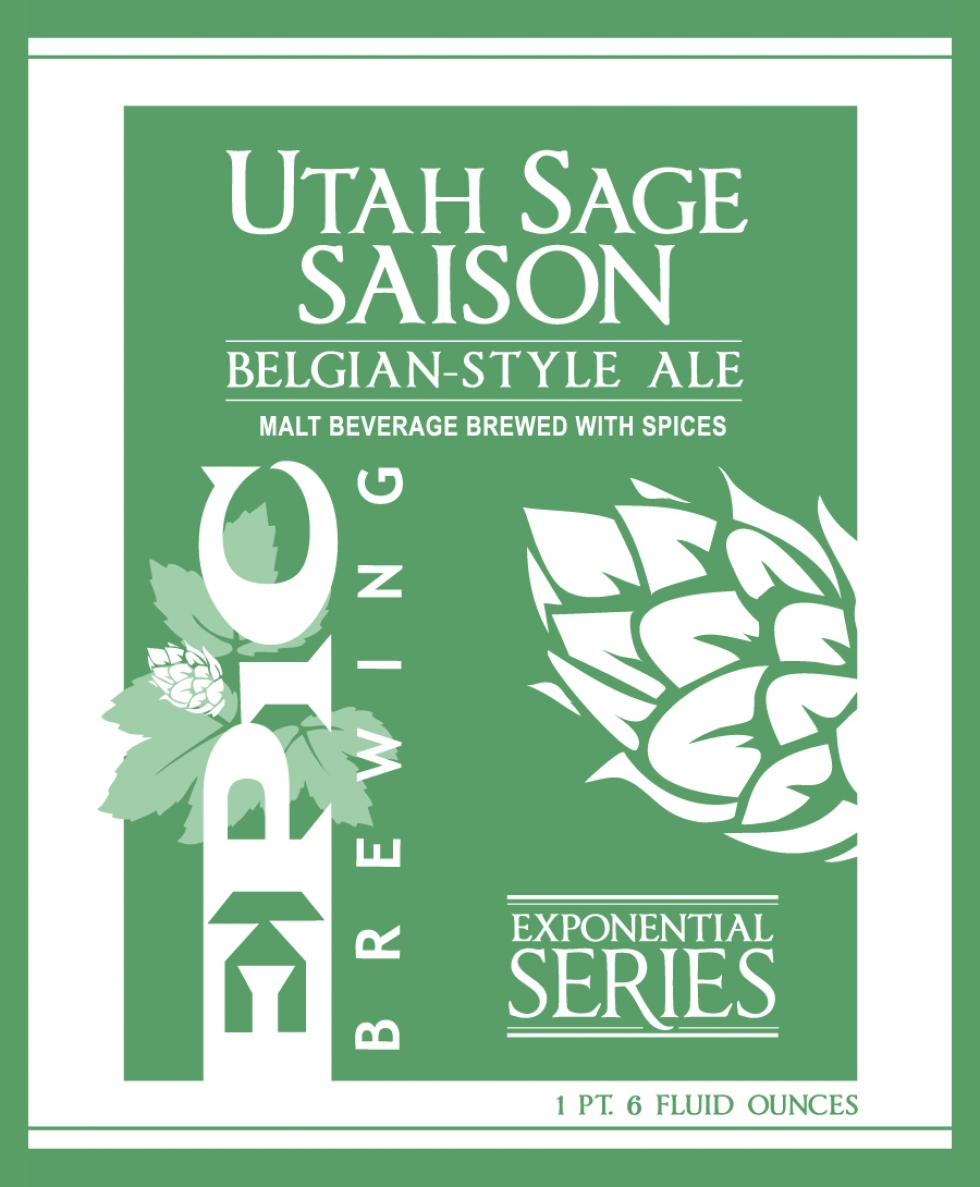 UTAH SAGE
SAISON
BELGIAN-STYLE ALE
MALT BEVERAGE BREWED WITH SPICES
EPIC
BREWING
EXPONENTIAL
SERIES
1 PT. 6 FLUID OUNCES